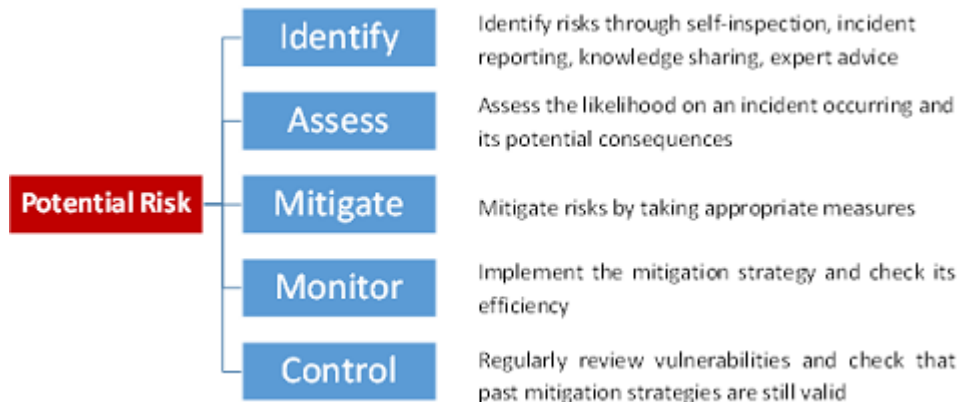 Potential Risk
Identify
Identify risks through self-inspection, incident
reporting, knowledge sharing, expert advice
Assess
Assess the likelihood on an incident occurring and
its potential consequences
Mitigate
Mitigate risks by taking appropriate measures
Monitor
Implement the mitigation strategy and check its
efficiency
Control
Regularly review vulnerabilities and check that
past mitigation strategies are still valid